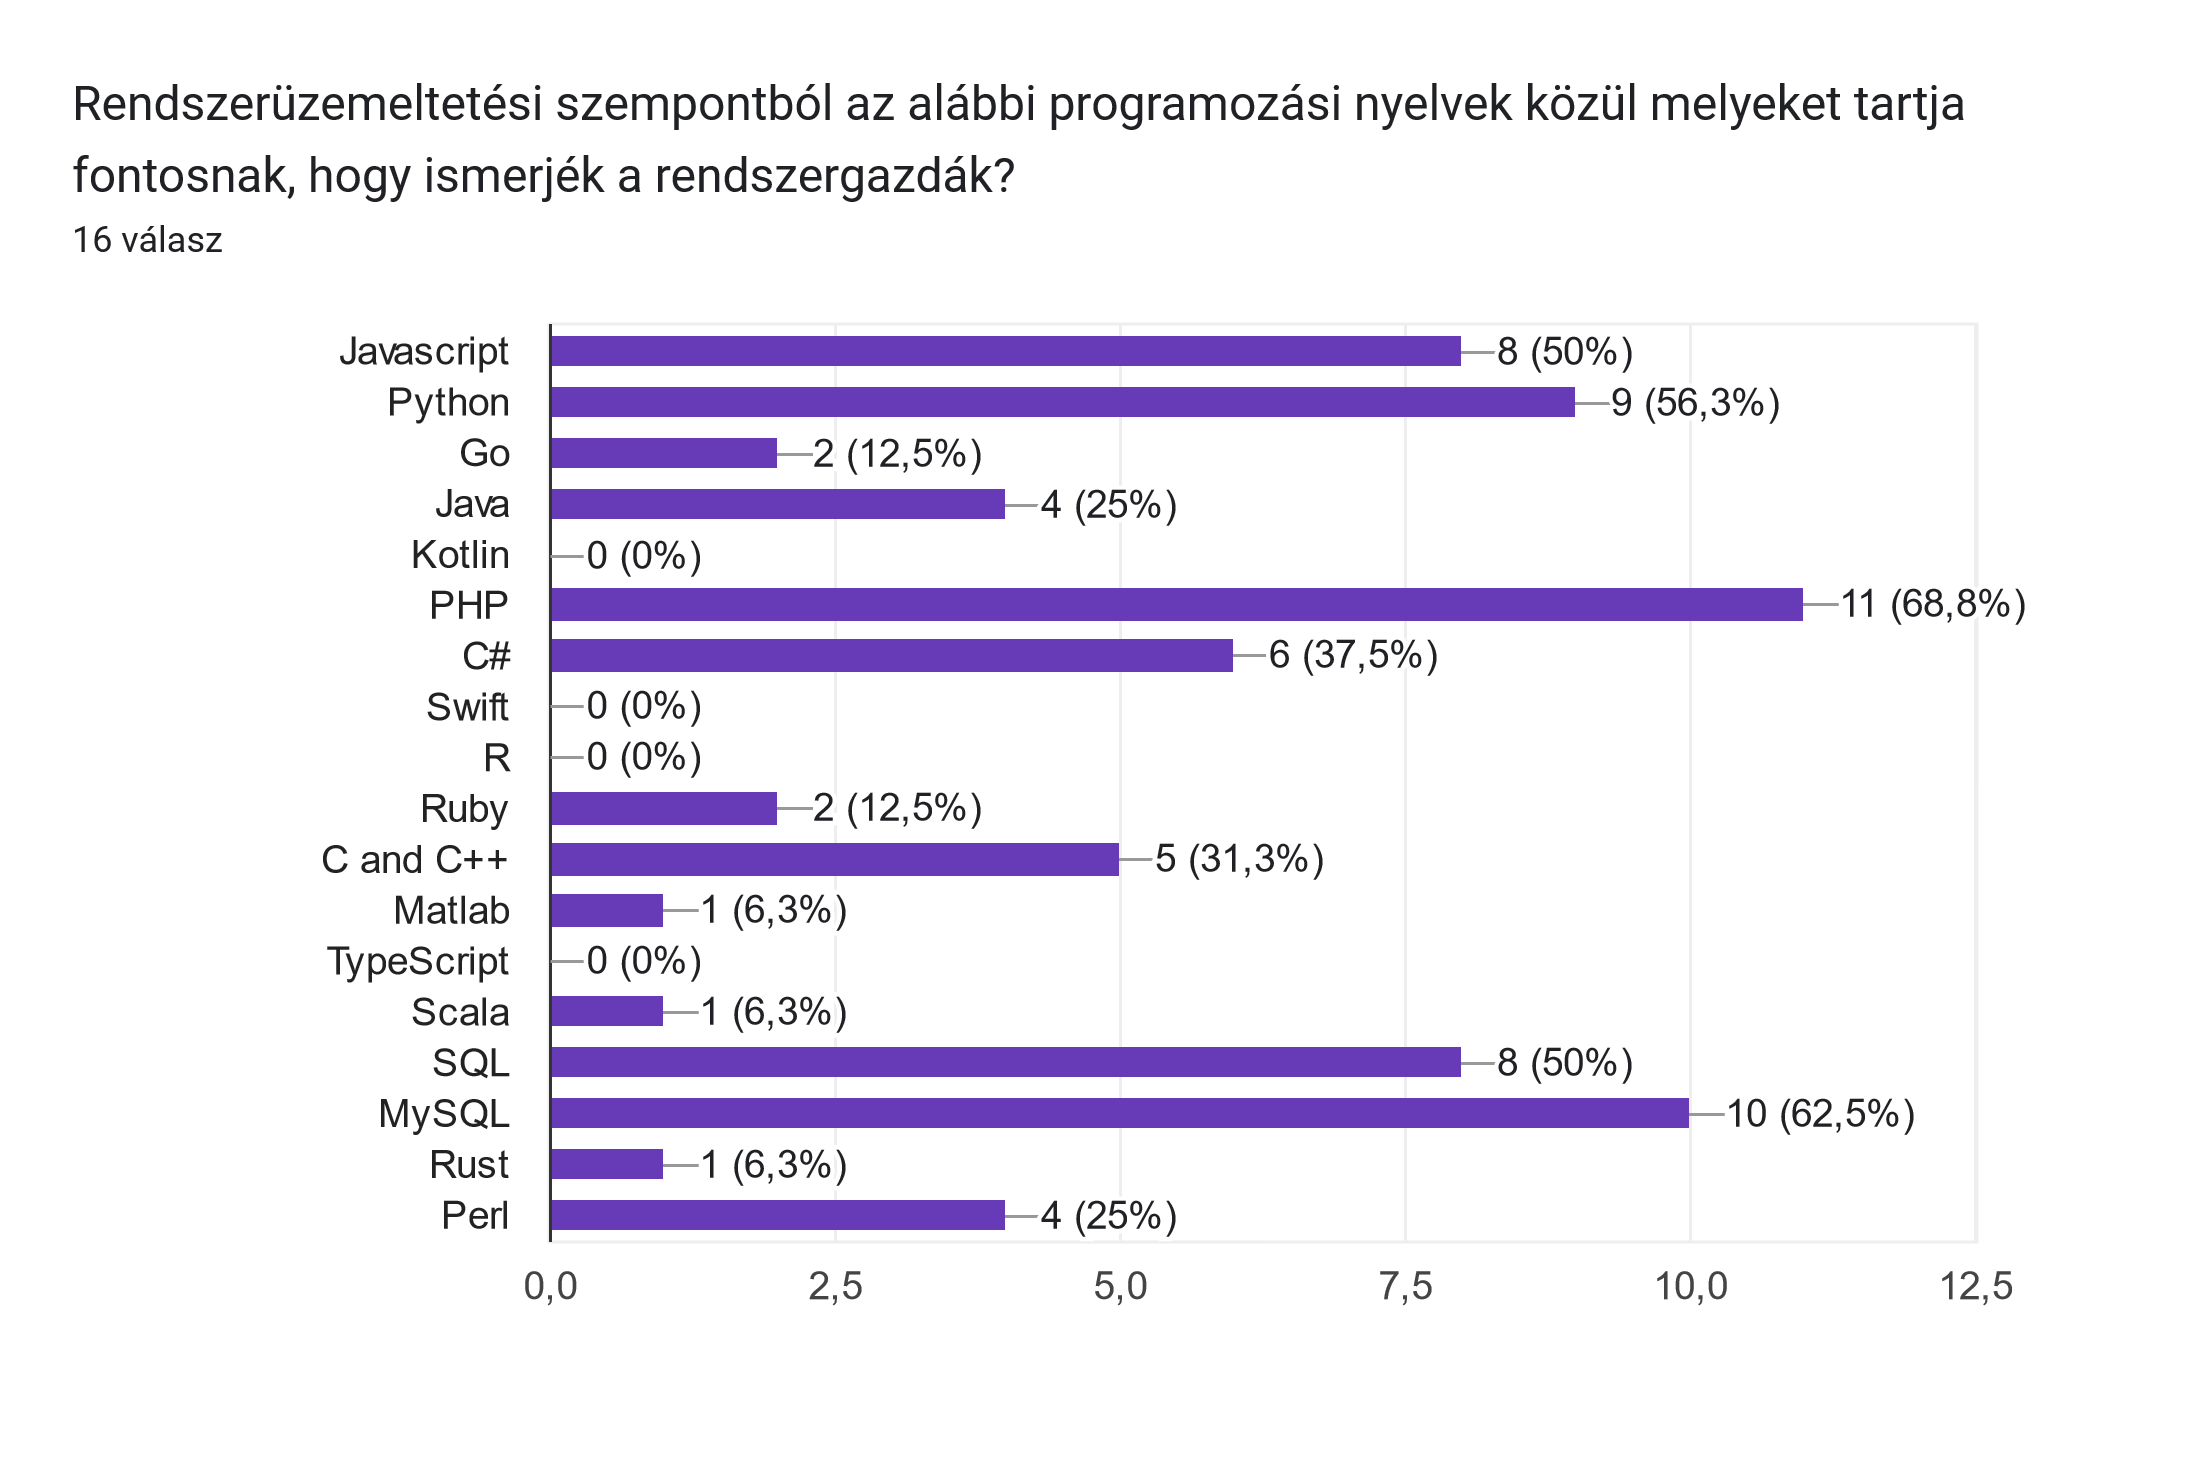 Rendszerüzemeltetési szempontból az alábbi programozási nyelvek közül melyeket tartja
fontosnak, hogy ismerjék a rendszergazdák?
16 válasz
Javascript 8 (50%)
Python 9 (56,3%)
Go 2 (12,5%)
Java 4 (25%)
Kotlin 0 (0%)
PHP 11 (68,8%)
C# 6 (37,5%)
Swift 0 (0%)
R 0 (0%)
Ruby 2 (12,5%)
C and C++ 5 (31,3%)
Matlab 1 (6,3%)
TypeScript 0 (0%)
Scala 1 (6,3%)
SQL 8 (50%)
MySQL 10 (62,5%)
Rust 1 (6,3%)
Perl 4 (25%)
0,0 2,5 5,0 7,5 10,0 12,5